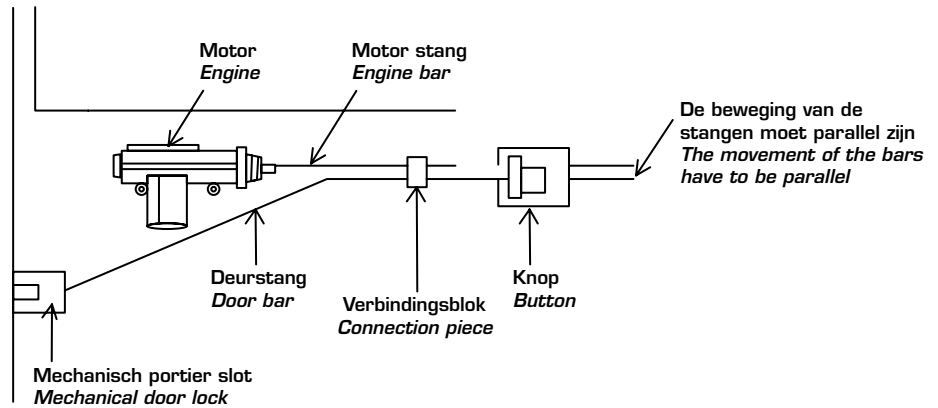 Motor
Engine
Motor stang
Engine bar
De beweging van de
stangen moet parallel zijn
The movement of the bars
have to be parallel
Deurstang
Door bar
Verbindingsblok
Connection piece
Knop
Button
Mechanisch portier slot
Mechanical door lock